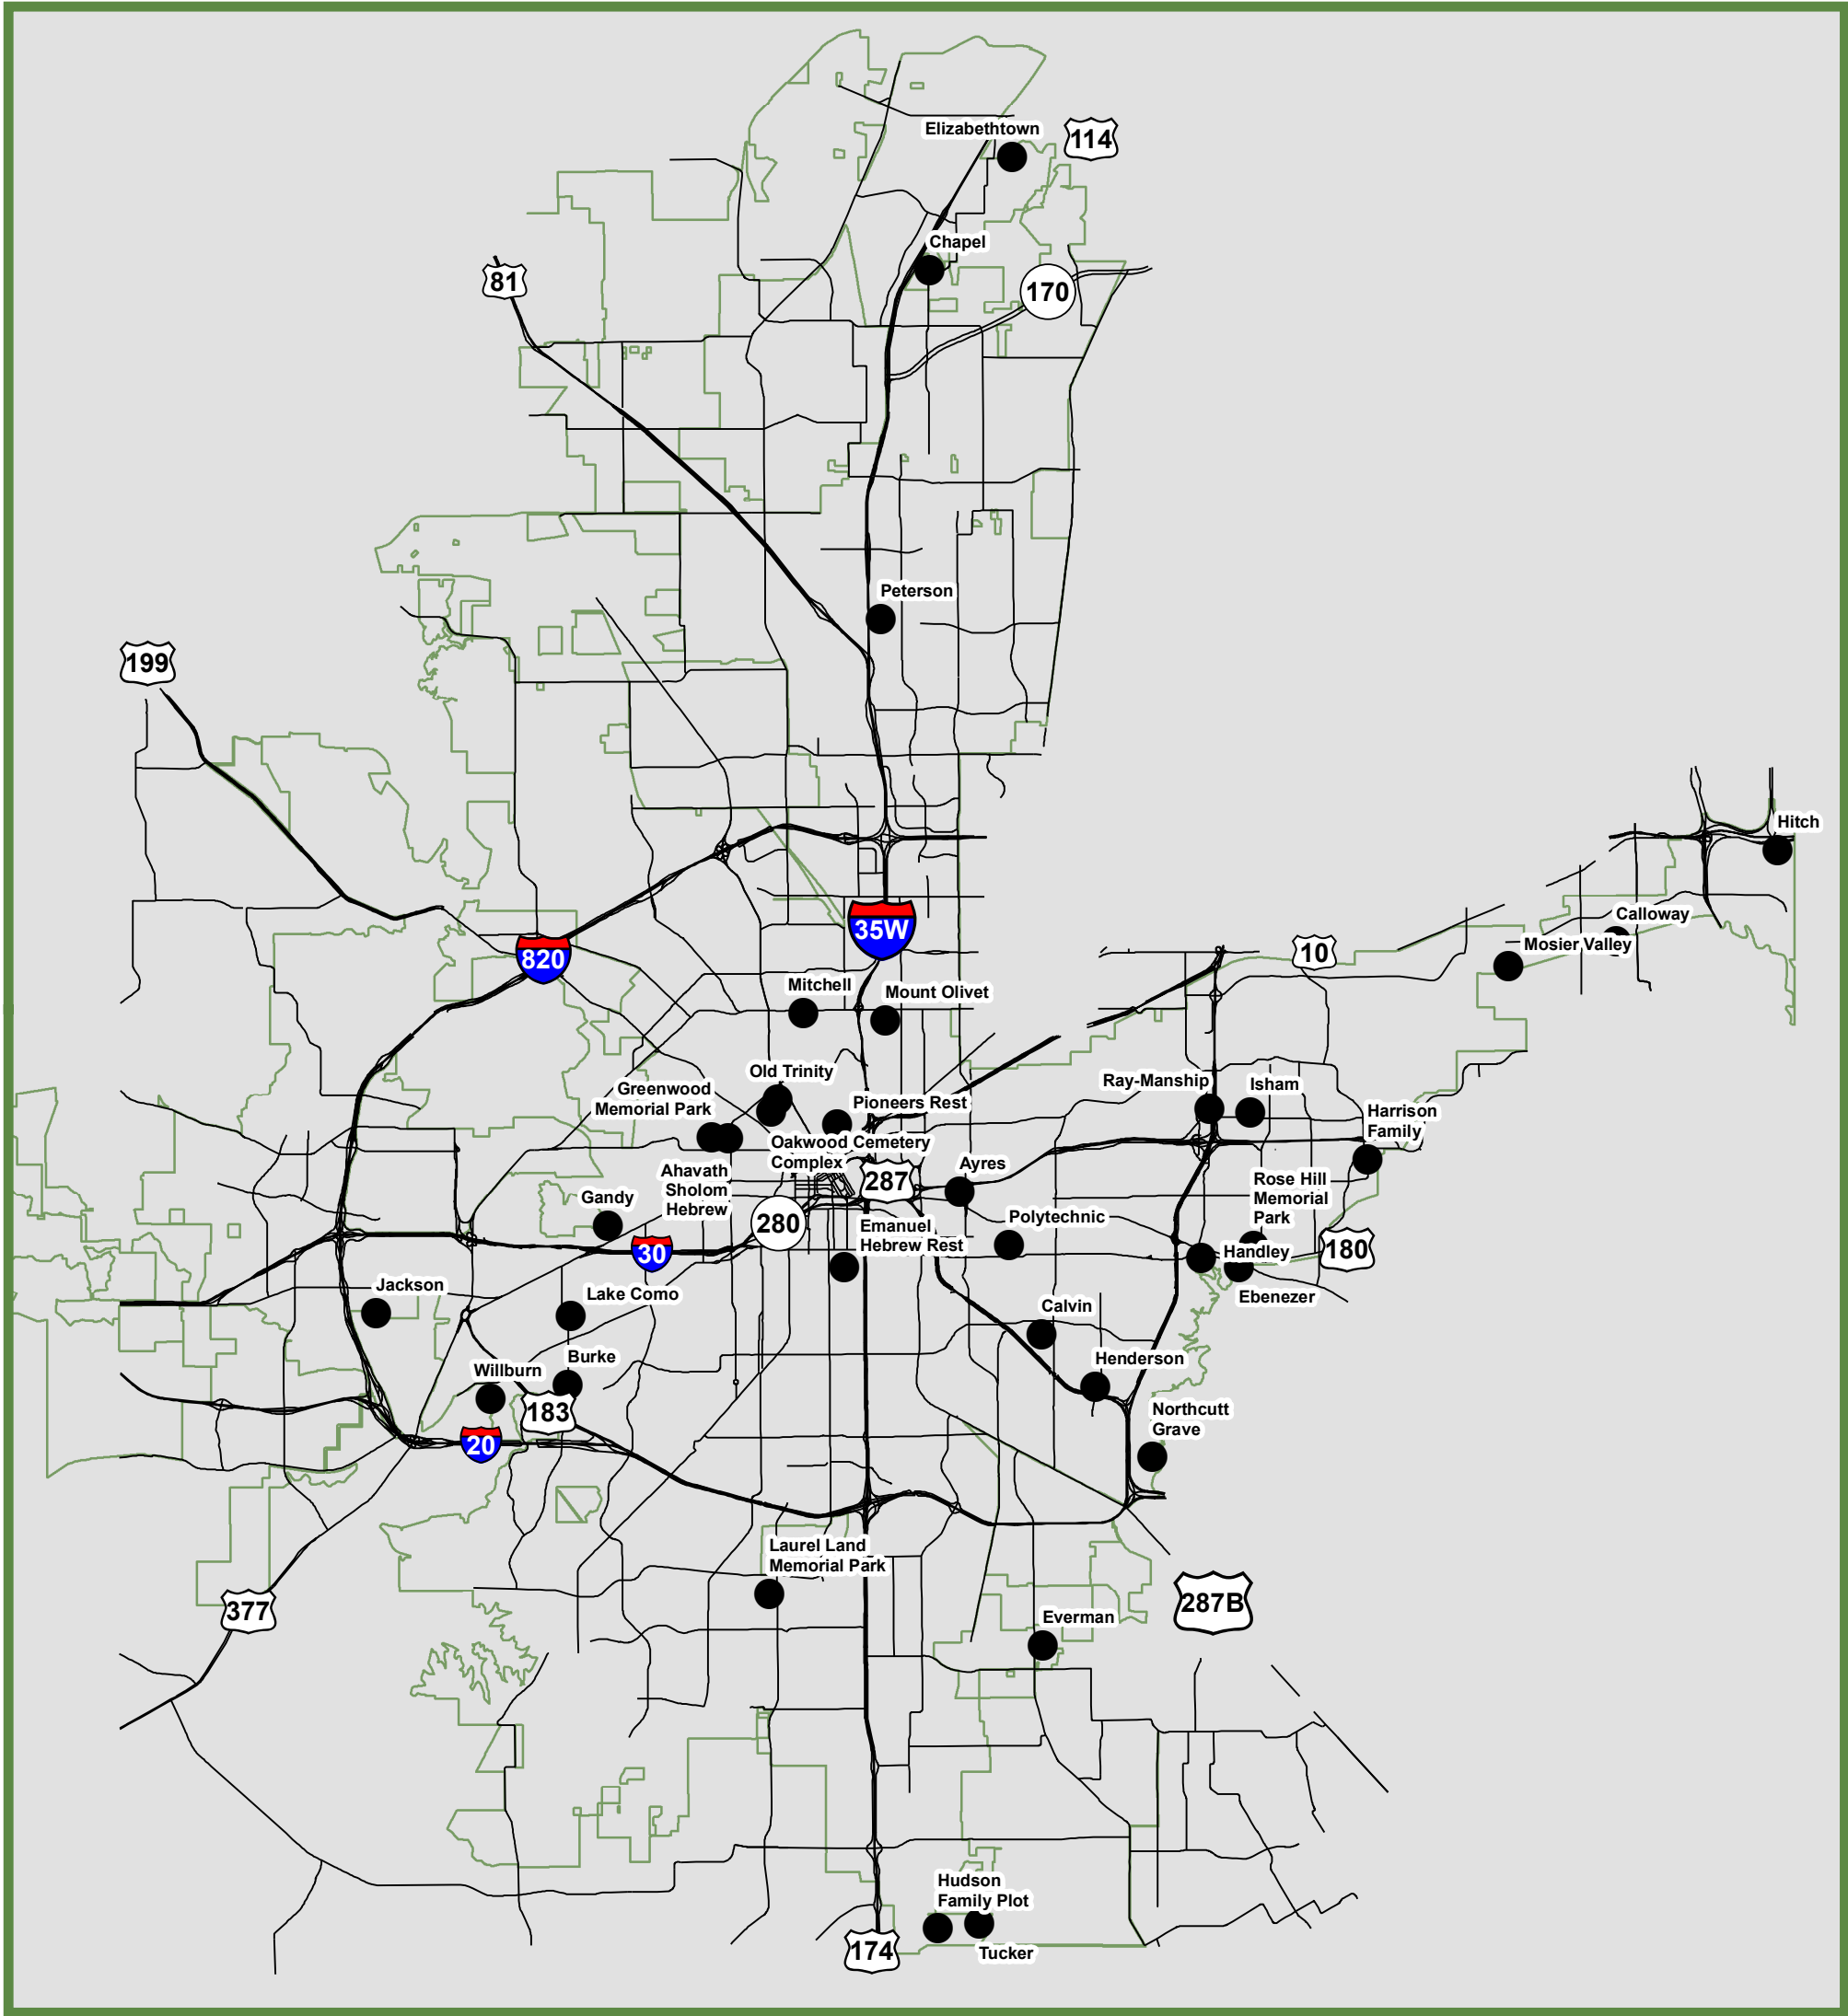 Elizabethtown
114
Chapel
81
170
Peterson
199
Hitch
35W
Calloway
820
10
Mosier Valley
Mitchell
Mount Olivet
Old Trinity
Ray-Manship
Isham
Greenwood
Memorial Park
Pioneers Rest
Harrison
Family
Oakwood Cemetery
Complex
Ahavath
Sholom
Hebrew
287
Ayres
Rose Hill
Memorial
Park
Gandy
280
Emanuel
Hebrew Rest
Polytechnic
30
Handley
180
Jackson
Lake Como
Ebenezer
Calvin
Burke
Henderson
Willburn
183
Northcutt
Grave
20
Laurel Land
Memorial Park
377
287B
Everman
Hudson
Family Plot
174
Tucker